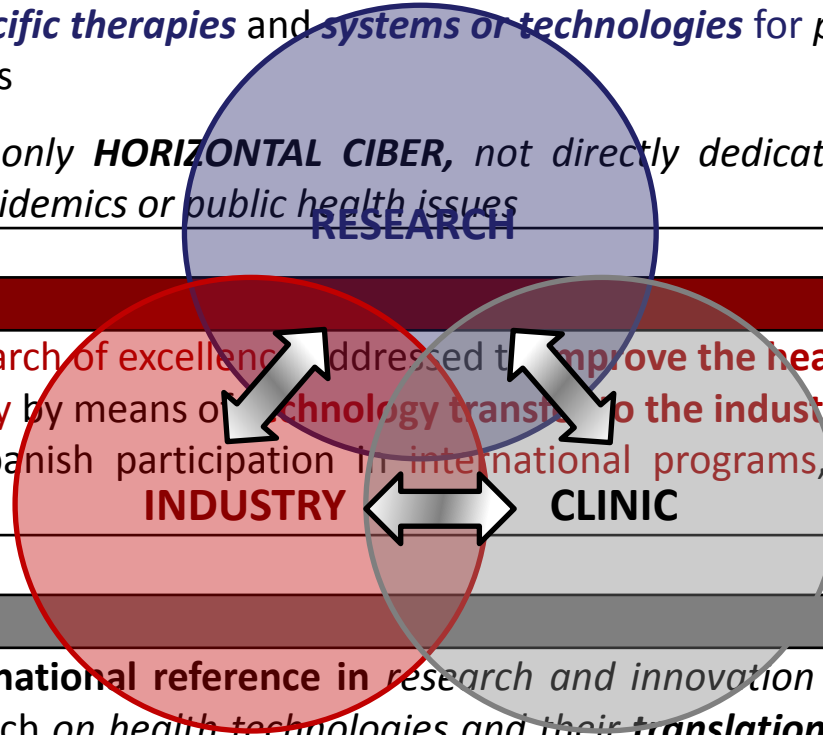 cific therapies and systems or technologies for p
s
only HORIZONTAL CIBER, not directly dedicat
idemics or public health issues
RESEARCH
arch of excellence addressed to improve the hea
y by means of technology transfer to the indust
panish participation in international programs,
INDUSTRY
CLINIC
national reference in research and innovation
ch on health technologies and their translation